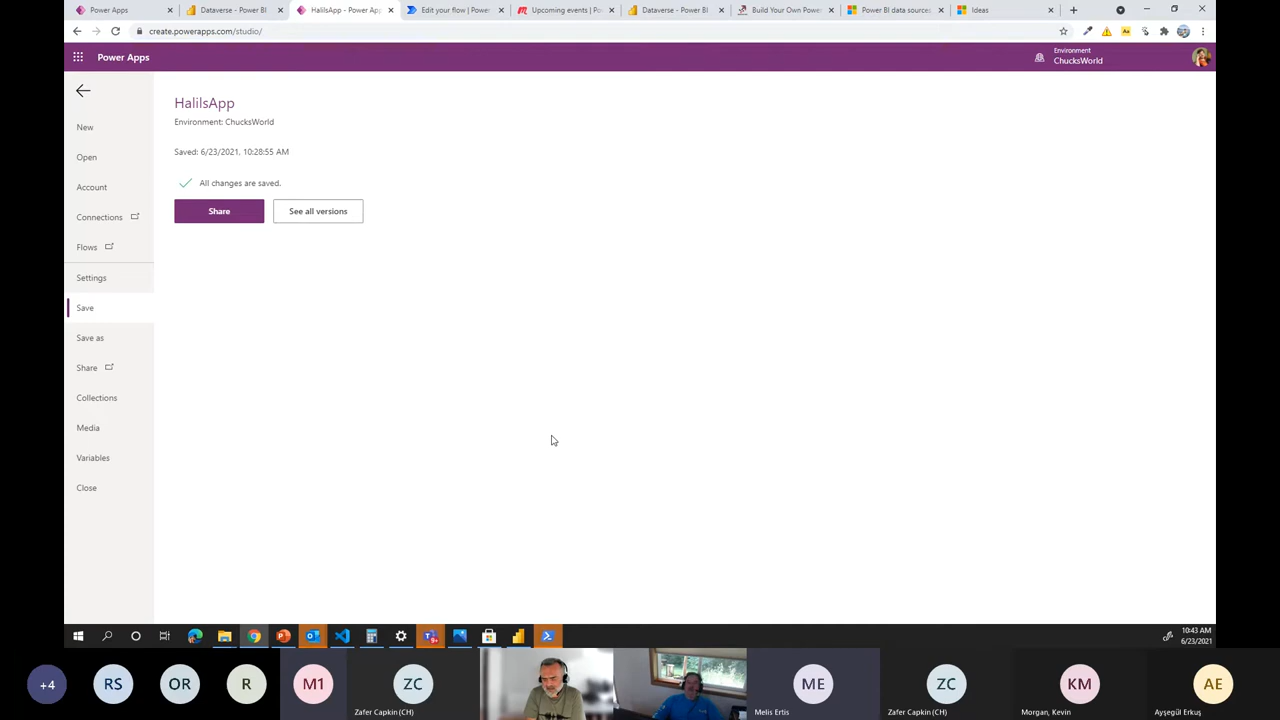 Power Apps
Dataverse - Power BI
HalilsApp - Power App
Edit your flow | Power
Upcoming events | Po
Dataverse - Power BI
Build Your Own Power
Power BI data sources
Ideas
create.powerapps.com/studio/
Power Apps
Environment
ChucksWorld
HalilsApp
Environment: ChucksWorld
Saved: 6/23/2021, 10:28:55 AM
All changes are saved.
Share
See all versions
New
Open
Account
Connections
Flows
Settings
Save
Save as
Share
Collections
Media
Variables
Close
10:43 AM
6/23/2021
+4
RS
OR
R
M1
ZC
Zafer Capkin (CH)
ME
Melis Ertis
ZC
Zafer Capkin (CH)
KM
Morgan, Kevin
AE
Ayşegül Erkuş